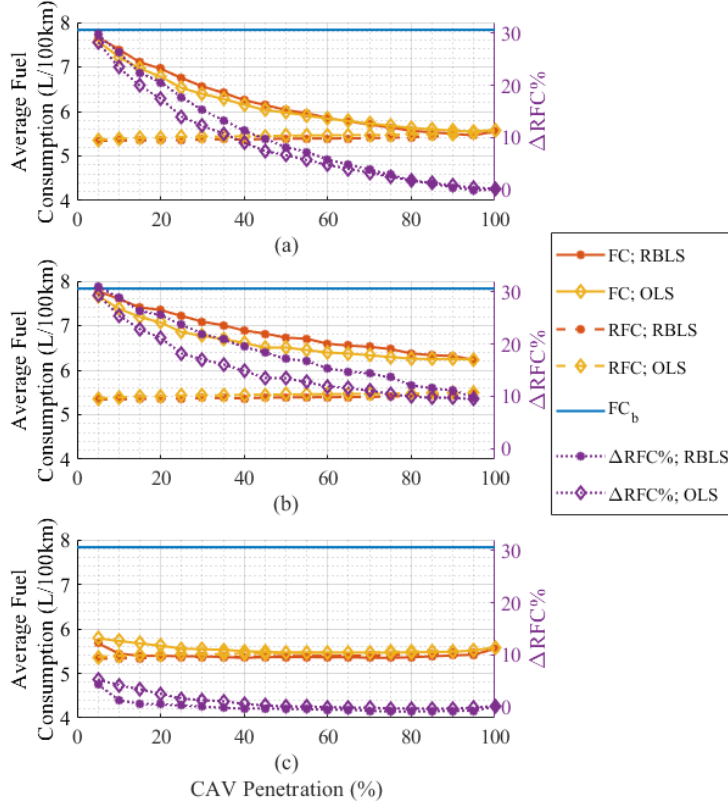 8
7
6
5
4
Average Fuel
Consumption (L/100km)
30
20
10
0
ΔRFC%
0 20 40 60 80 100
(a)
8
7
6
5
4
Average Fuel
Consumption (L/100km)
30
20
10
0
ΔRFC%
0 20 40 60 80 100
(b)
8
7
6
5
4
Average Fuel
Consumption (L/100km)
30
20
10
0
ΔRFC%
0 20 40 60 80 100
(c)
CAV Penetration (%)
FC; RBLS
FC; OLS
RFC; RBLS
RFC; OLS
FC_b
ΔRFC%; RBLS
ΔRFC%; OLS